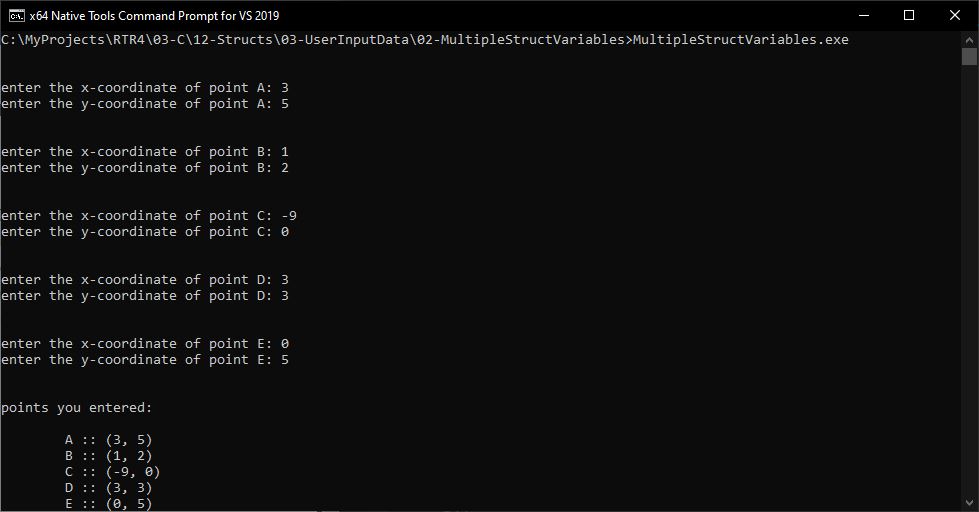 x64 Native Tools Command Prompt for VS 2019
C:\MyProjects\RTR4\03-C\12-Structs\03-UserInputData\02-MultipleStructVariables>MultipleStructVariables.exe
enter the x-coordinate of point A: 3
enter the y-coordinate of point A: 5
enter the x-coordinate of point B: 1
enter the y-coordinate of point B: 2
enter the x-coordinate of point C: -9
enter the y-coordinate of point C: 0
enter the x-coordinate of point D: 3
enter the y-coordinate of point D: 3
enter the x-coordinate of point E: 0
enter the y-coordinate of point E: 5
points you entered:
A :: (3, 5)
B :: (1, 2)
C :: (-9, 0)
D :: (3, 3)
E :: (0, 5)